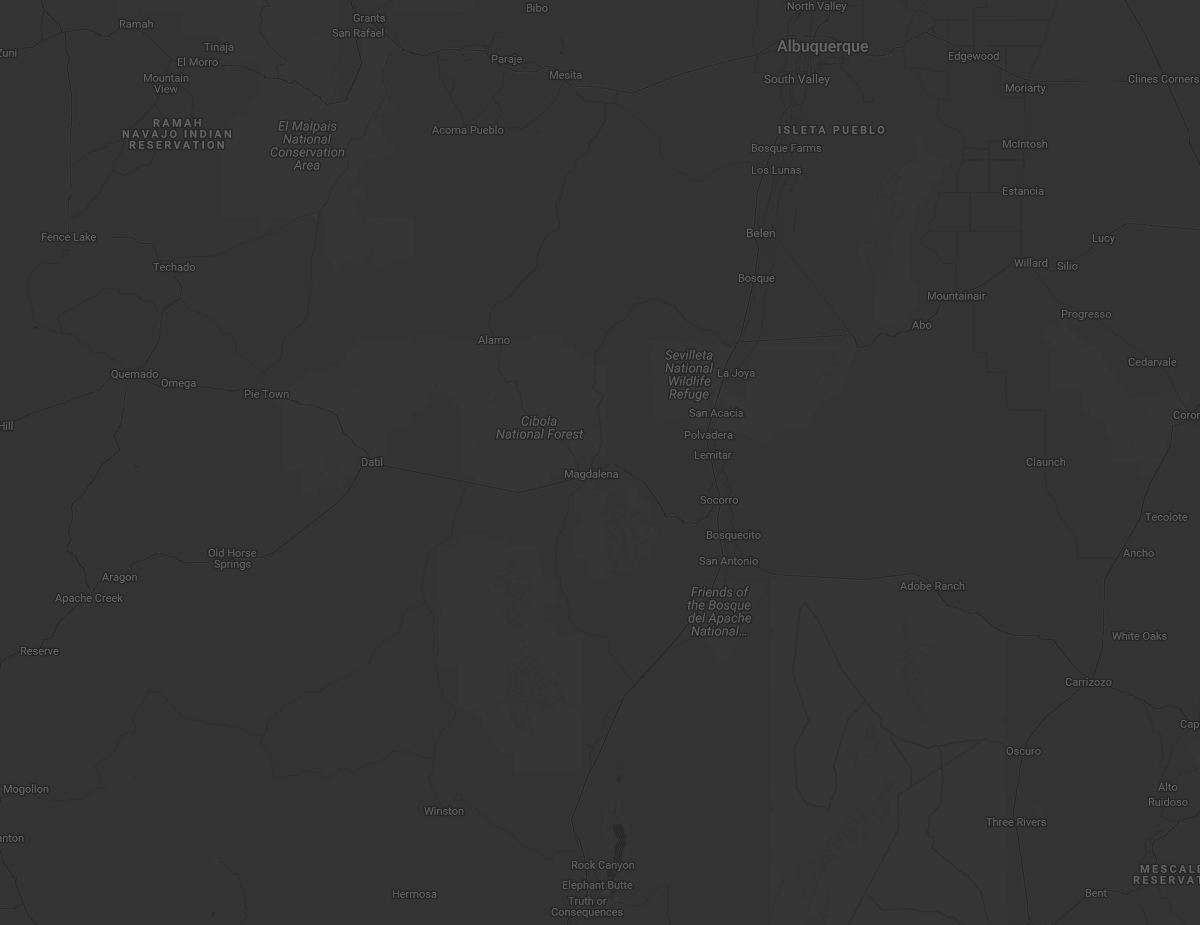 North Valley
Bibo
Grants
Ramah
San Rafael
Albuquerque
Tinaja
Zuni
Edgewood
Paraje
El Morro
Mesita
Mountain
View
South Valley
Clines Corners
Moriarty
RAMAH
NAVAJO INDIAN
RESERVATION
El Malpais
National
Conservation
Area
Acoma Pueblo
ISLETA PUEBLO
Bosque Farms
McIntosh
Los Lunas
Estancia
Belen
Fence Lake
Lucy
Techado
Willard
Silio
Bosque
Mountainair
Progresso
Abo
Alamo
Sevilleta
National
Wildlife
Refuge
Cedarvale
La Joya
Quemado
Omega
Pie Town
San Acacia
Coron
Hill
Cibola
National Forest
Polvadera
Lemitar
Datil
Claunch
Magdalena
Socorro
Tecolote
Bosquecito
Old Horse
Springs
Ancho
San Antonio
Aragon
Adobe Ranch
Apache Creek
Friends of
the Bosque
del Apache
National...
White Oaks
Reserve
Carrizozo
Cap
Oscuro
Mogollon
Alto
Ruidoso
Winston
Three Rivers
anton
Rock Canyon
MESCALE
RESERVAT
Elephant Butte
Hermosa
Bent
Truth or
Consequences